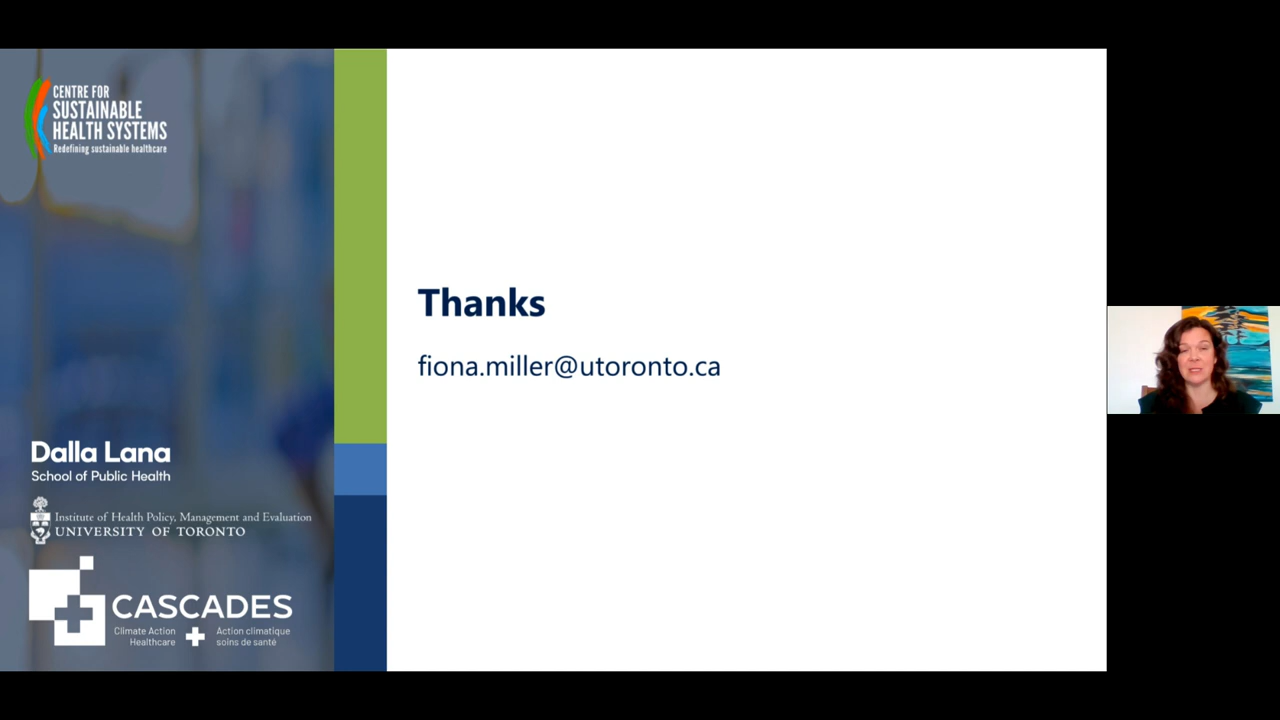 CENTRE FOR
SUSTAINABLE
HEALTH SYSTEMS
Redefining sustainable healthcare
Thanks
fiona.miller@utoronto.ca
Dalla Lana
School of Public Health
Institute of Health Policy, Management and Evaluation
UNIVERSITY OF TORONTO
CASCADES
Climate Action
Healthcare
Action climatique
soins de santé